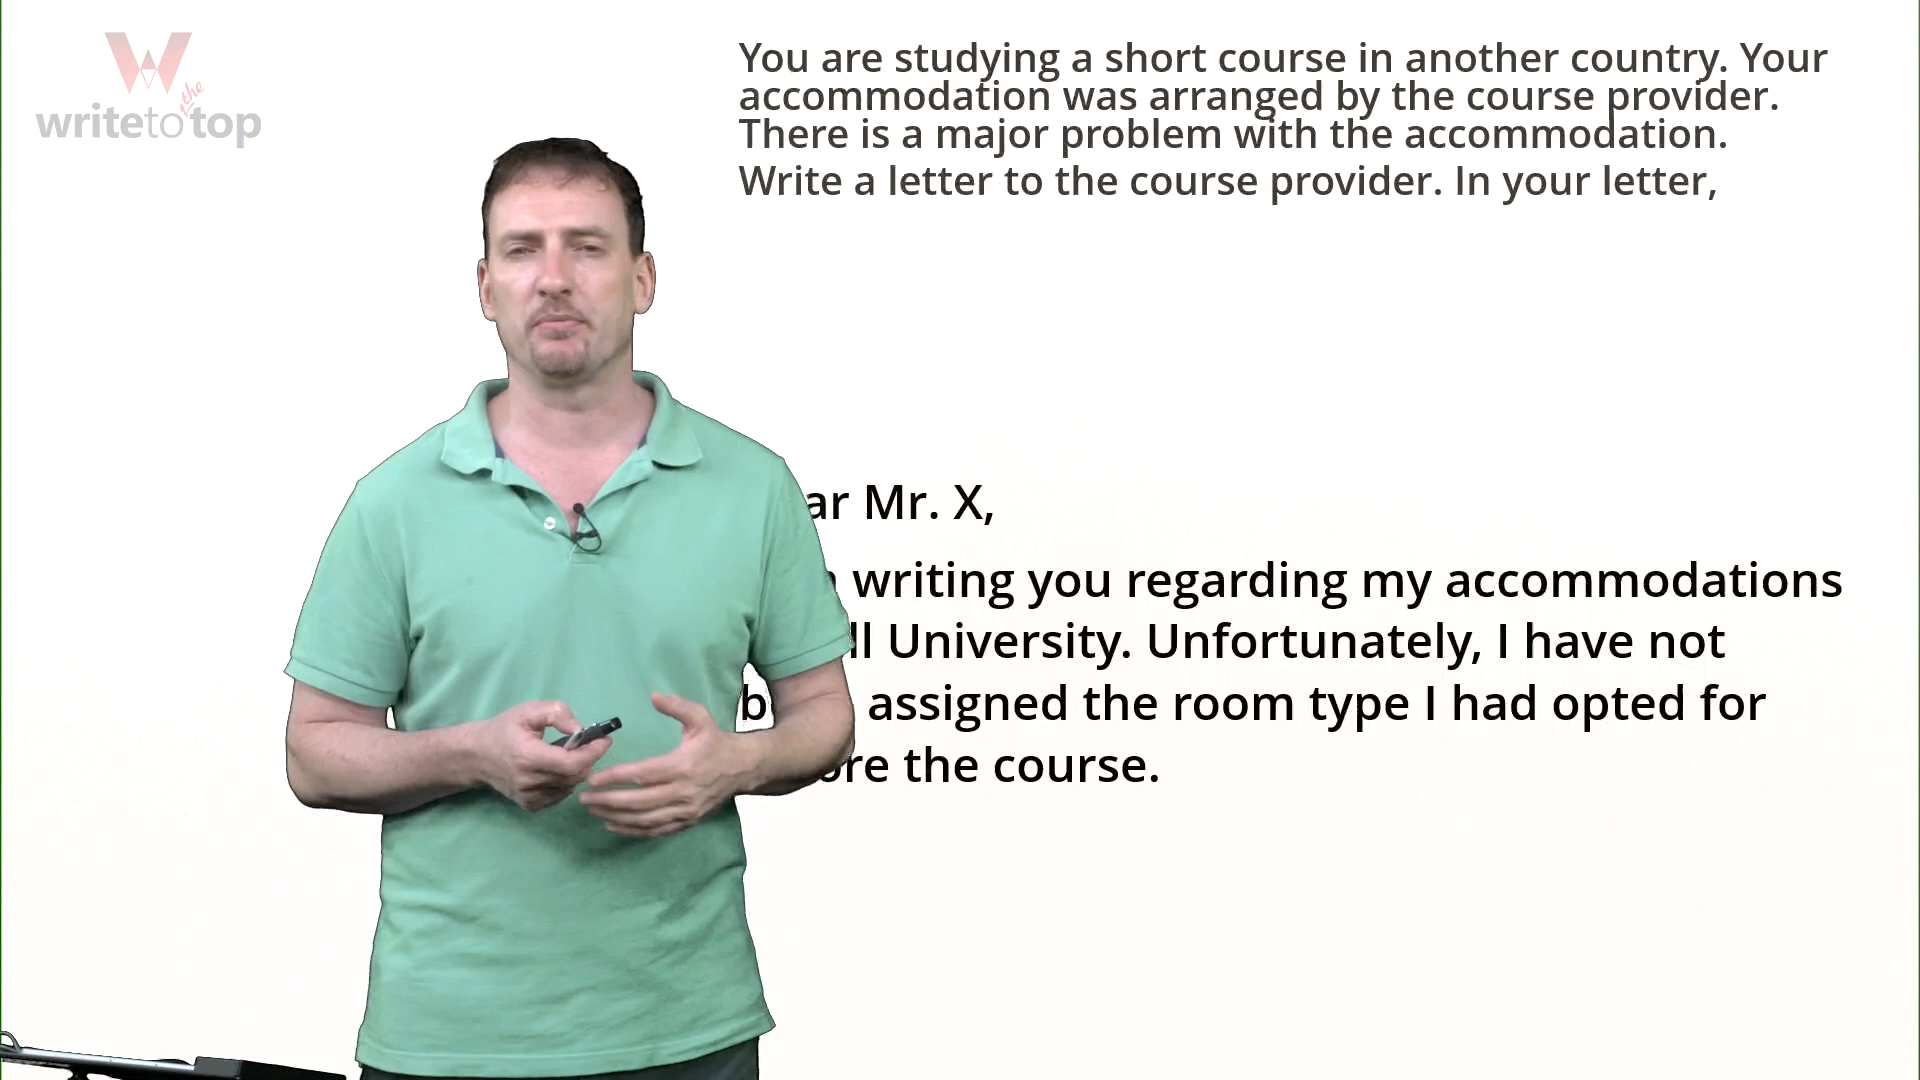 writetothetop
You are studying a short course in another country. Your
accommodation was arranged by the course provider.
There is a major problem with the accommodation.
Write a letter to the course provider. In your letter,
ar Mr. X,
writing you regarding my accommodations
ll University. Unfortunately, I have not
assigned the room type I had opted for
ore the course.